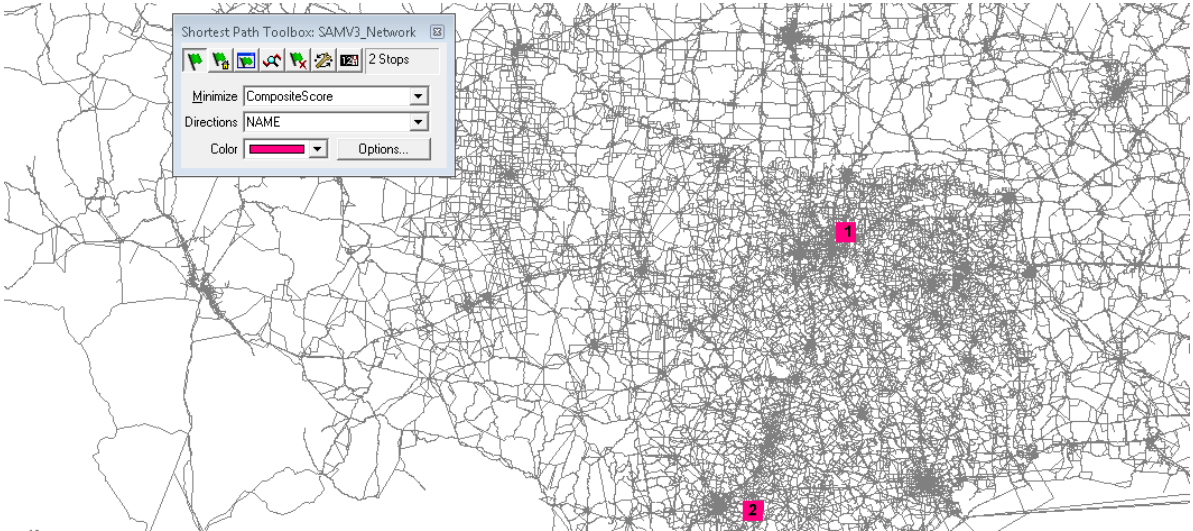 Shortest Path Toolbox: SAMV3_Network
2 Stops
Minimize CompositeScore
Directions NAME
Color Options...
1
2